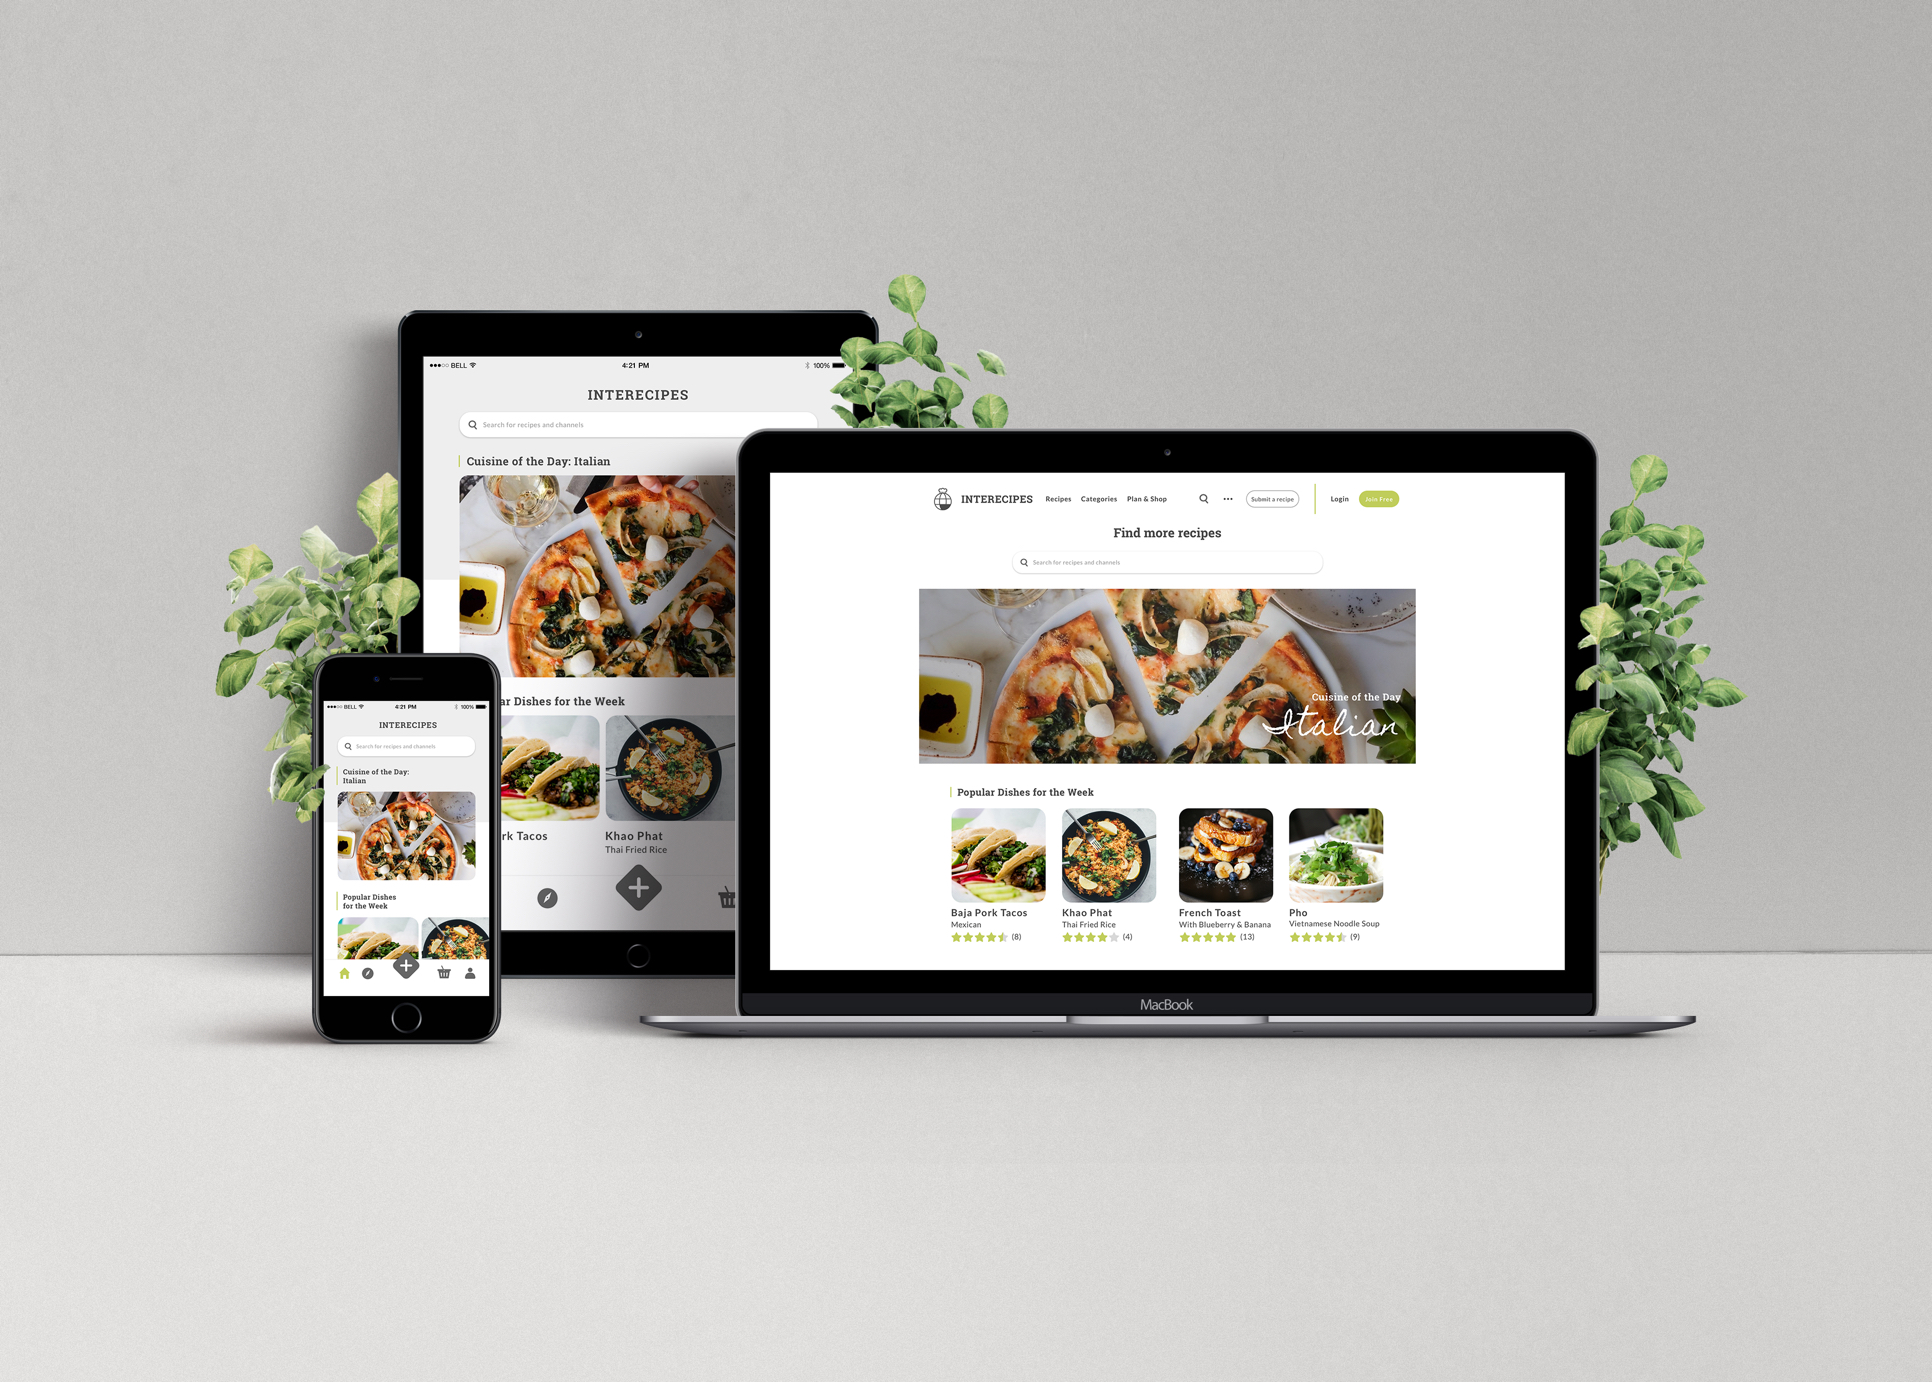 ●●●○○ BELL 4:21 PM 100%
INTERECIPES
Search for recipes and channels
Cuisine of the Day: Italian
ar Dishes for the Week
rk Tacos
Khao Phat
Thai Fried Rice
●●●○○ BELL 4:21 PM 100%
INTERECIPES
Search for recipes and channels
Cuisine of the Day:
Italian
Popular Dishes
for the Week
INTERECIPES Recipes Categories Plan & Shop ••• Submit a recipe Login Join Free
Find more recipes
Search for recipes and channels
Cuisine of the Day
Italian
Popular Dishes for the Week
Baja Pork Tacos
Mexican
(8)
Khao Phat
Thai Fried Rice
(4)
French Toast
With Blueberry & Banana
(13)
Pho
Vietnamese Noodle Soup
(9)
MacBook